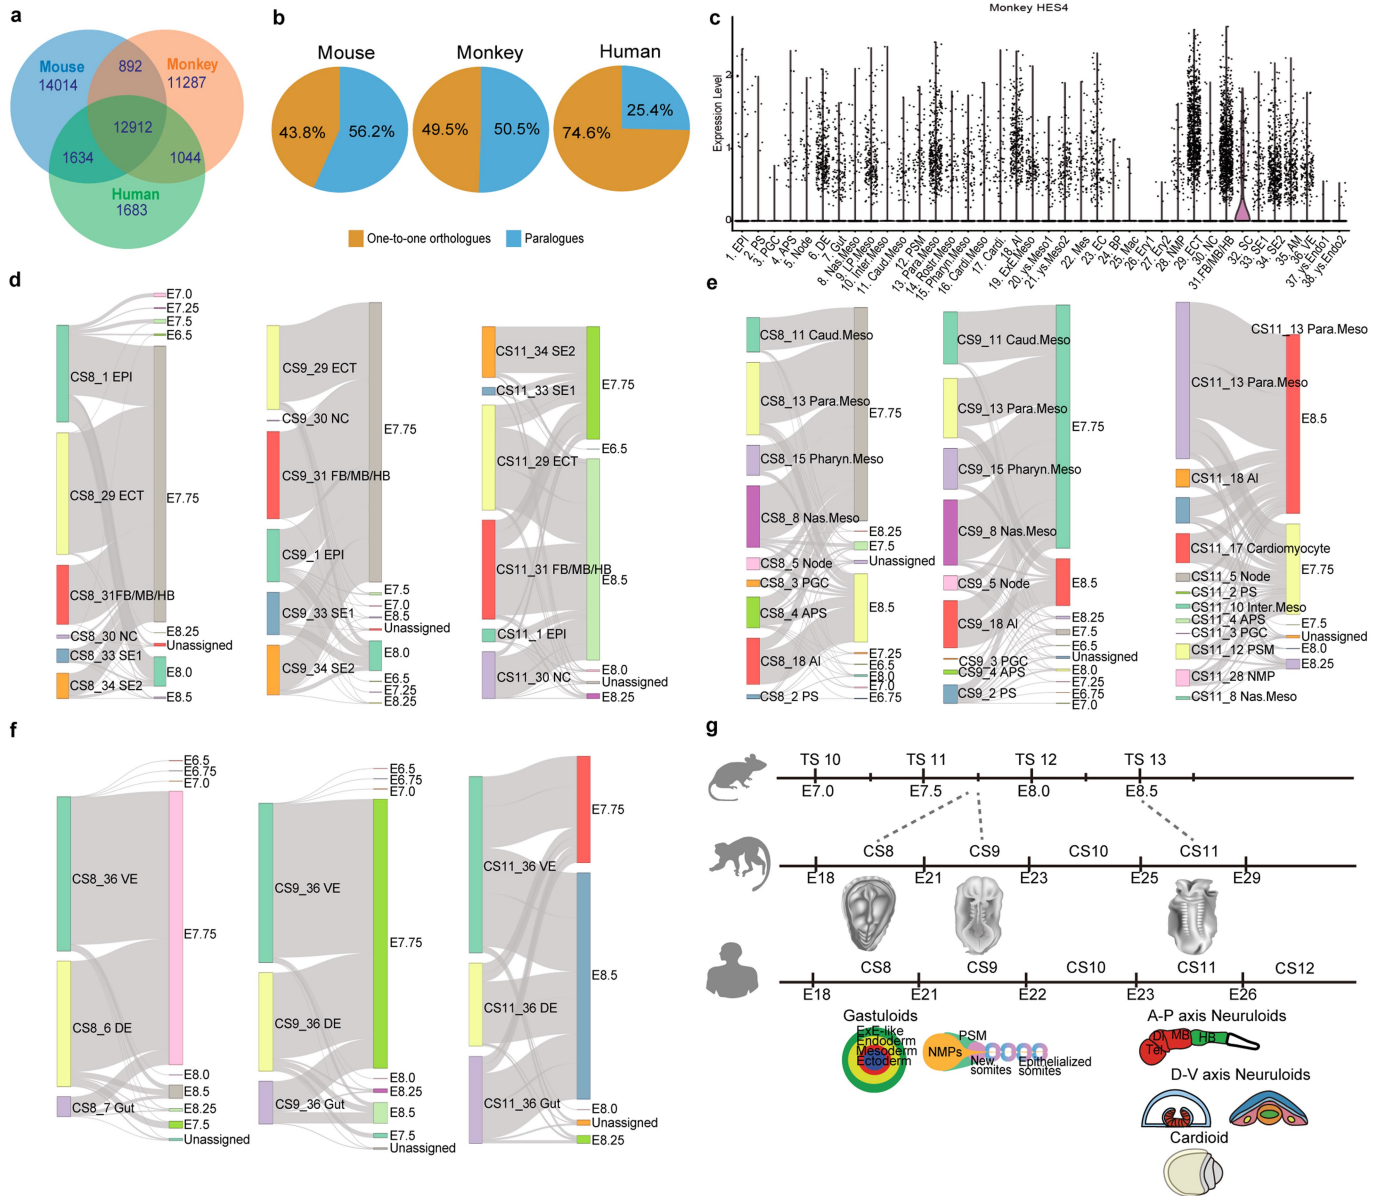 a
Mouse
14014
892
Monkey
11287
12912
1634
1044
Human
1683
b
Mouse
Monkey
Human
43.8%
56.2%
49.5%
50.5%
74.6%
25.4%
One-to-one orthologues
Paralogues
c
Monkey HES4
Expression Level
2
1
0
1. EPI
2. PS
3. PGC
4. APS
5. Node
6. DE
7. Gut
8. Nas.Meso
9. LP.Meso
10. Inter.Meso
11. Caud.Meso
12. PSM
13. Para.Meso
14. Rostr.Meso
15. Pharyn.Meso
16. Cardi.Meso
17. Cardi.
18. Al
19. ExE.Meso
20. ys.Meso1
21. ys.Meso2
22. Mes
23. EC
24. BP
25. Mac
26. Ery1
27. Ery2
28. NMP
29. ECT
30. NC
31.FB/MB/HB
32. SC
33. SE1
34. SE2
35. AM
36. VE
37. ys.Endo1
38. ys.Endo2
d
CS8_1 EPI
CS8_29 ECT
CS8_31FB/MB/HB
CS8_30 NC
CS8_33 SE1
CS8_34 SE2
E7.0
E7.25
E7.5
E6.5
E7.75
E8.25
Unassigned
E8.0
E8.5
CS9_29 ECT
CS9_30 NC
CS9_31 FB/MB/HB
CS9_1 EPI
CS9_33 SE1
CS9_34 SE2
E7.75
E7.5
E7.0
E8.5
Unassigned
E8.0
E6.5
E7.25
E8.25
CS11_34 SE2
CS11_33 SE1
CS11_29 ECT
CS11_31 FB/MB/HB
CS11_1 EPI
CS11_30 NC
E7.75
E6.5
E8.5
E8.0
Unassigned
E8.25
e
CS8_11 Caud.Meso
CS8_13 Para.Meso
CS8_15 Pharyn.Meso
CS8_8 Nas.Meso
CS8_5 Node
CS8_3 PGC
CS8_4 APS
CS8_18 Al
CS8_2 PS
E7.75
E8.25
E7.5
Unassigned
E8.5
E7.25
E6.5
E8.0
E7.0
E6.75
CS9_11 Caud.Meso
CS9_13 Para.Meso
CS9_15 Pharyn.Meso
CS9_8 Nas.Meso
CS9_5 Node
CS9_18 Al
CS9_3 PGC
CS9_4 APS
CS9_2 PS
E7.75
E8.5
E8.25
E7.5
E6.5
Unassigned
E8.0
E7.25
E6.75
E7.0
CS11_13 Para.Meso
CS11_13 Para.Meso
CS11_18 Al
CS11_17 Cardiomyocyte
CS11_5 Node
CS11_2 PS
CS11_10 Inter.Meso
CS11_4 APS
CS11_3 PGC
CS11_12 PSM
CS11_28 NMP
CS11_8 Nas.Meso
E8.5
E7.75
E7.5
Unassigned
E8.0
E8.25
f
CS8_36 VE
CS8_6 DE
CS8_7 Gut
E6.5
E6.75
E7.0
E7.75
E8.0
E8.5
E8.25
E7.5
Unassigned
CS9_36 VE
CS9_36 DE
CS9_36 Gut
E6.5
E6.75
E7.0
E7.75
E8.0
E8.25
E8.5
E7.5
Unassigned
CS11_36 VE
CS11_36 DE
CS11_36 Gut
E7.75
E8.5
E8.0
Unassigned
E8.25
g
TS 10
TS 11
TS 12
TS 13
E7.0
E7.5
E8.0
E8.5
CS8
CS9
CS10
CS11
E18
E21
E23
E25
E29
CS8
CS9
CS10
CS11
CS12
E18
E21
E22
E23
E26
Gastuloids
ExE-like
Endoderm
Mesoderm
Ectoderm
NMPs
PSM
New
somites
Epithelialized
somites
A-P axis Neuruloids
Tel
Di
MB
HB
D-V axis Neuruloids
Cardioid